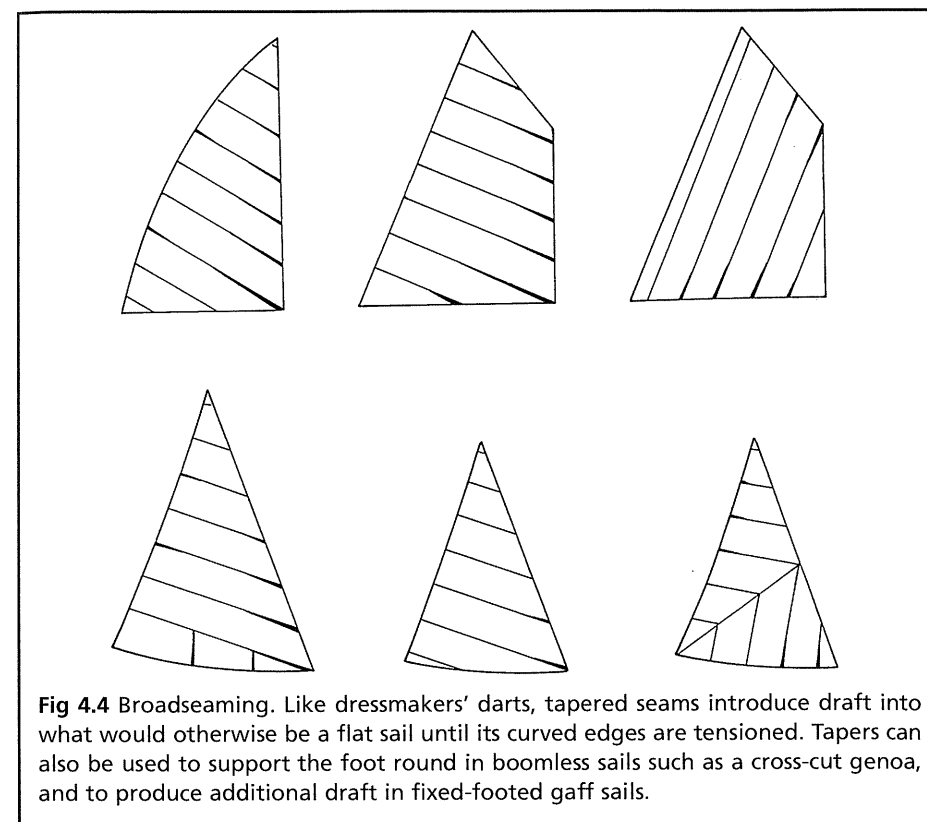 Fig 4.4 Broadseaming. Like dressmakers’ darts, tapered seams introduce draft into
what would otherwise be a flat sail until its curved edges are tensioned. Tapers can
also be used to support the foot round in boomless sails such as a cross-cut genoa,
and to produce additional draft in fixed-footed gaff sails.